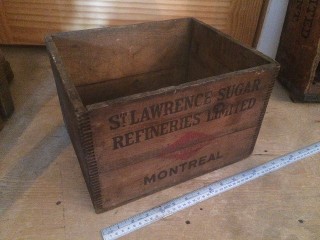 ST LAWRENCE SUGAR
REFINERIES LIMITED
MONTREAL